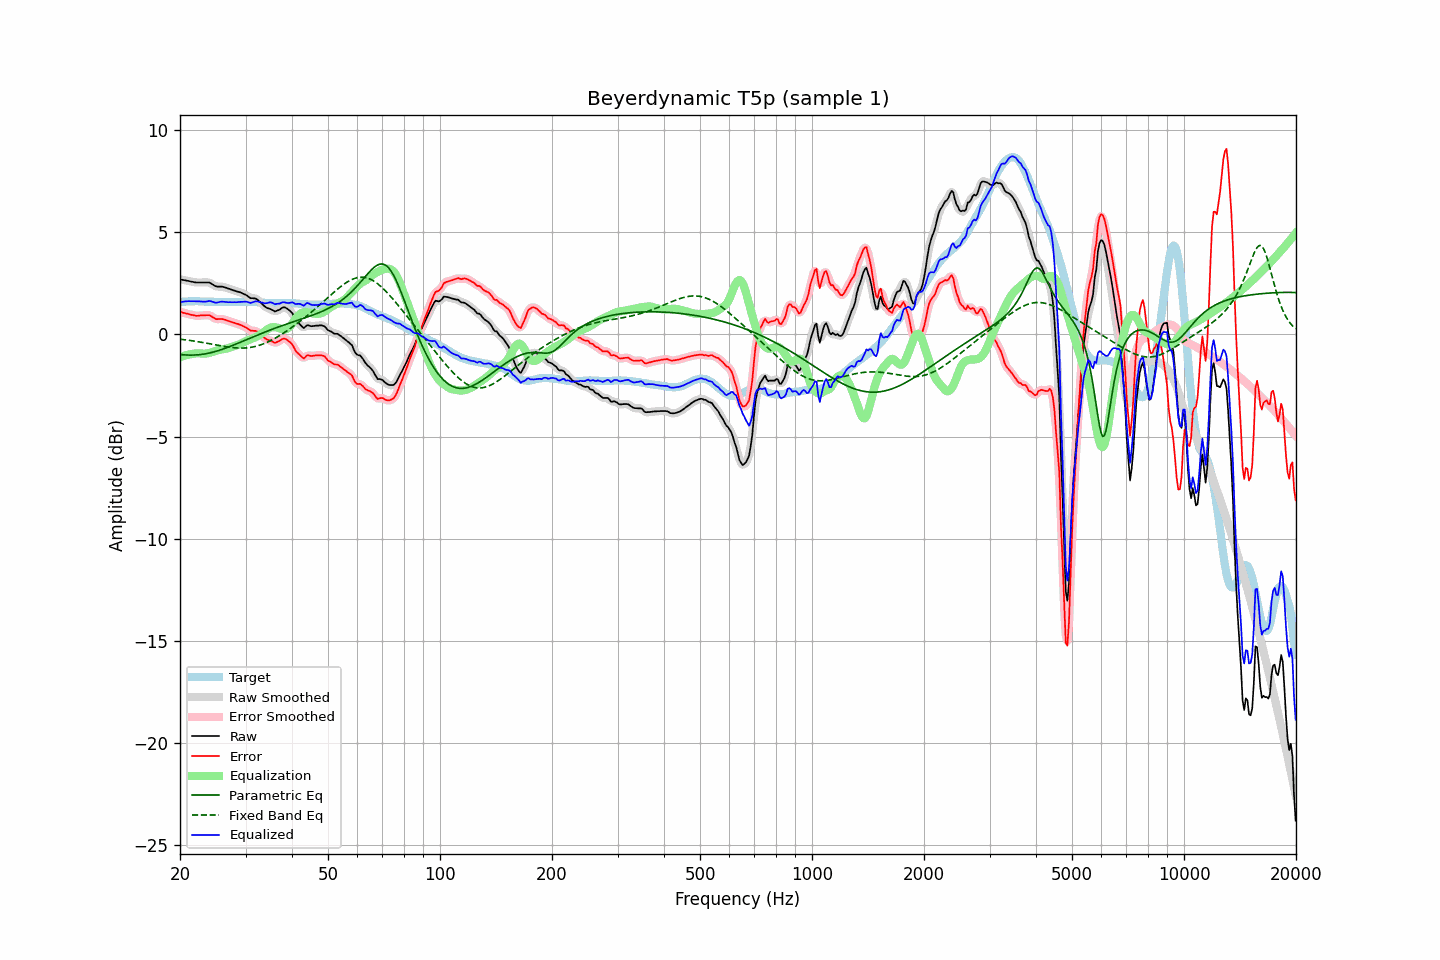 Beyerdynamic T5p (sample 1)
10
5
0
−5
−10
−15
−20
−25
Amplitude (dBr)
Target
Raw Smoothed
Error Smoothed
Raw
Error
Equalization
Parametric Eq
Fixed Band Eq
Equalized
20 50 100 200 500 1000 2000 5000 10000 20000
Frequency (Hz)